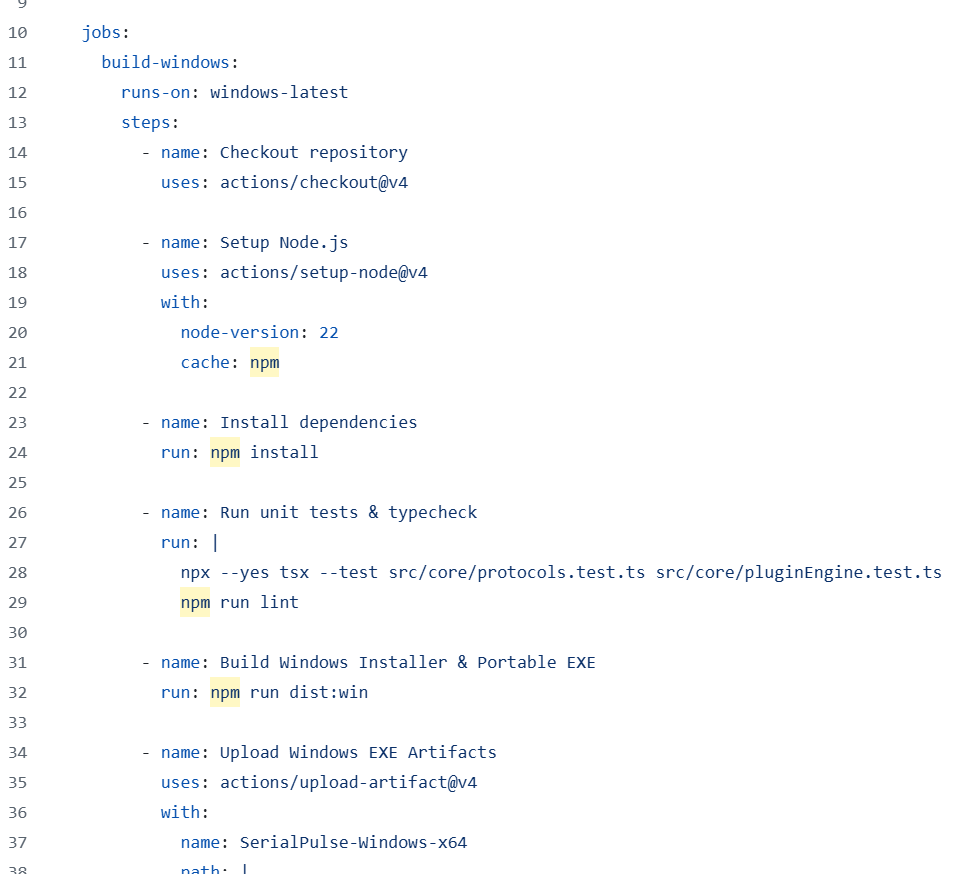 9
10 jobs:
11 build-windows:
12 runs-on: windows-latest
13 steps:
14 - name: Checkout repository
15 uses: actions/checkout@v4
16
17 - name: Setup Node.js
18 uses: actions/setup-node@v4
19 with:
20 node-version: 22
21 cache: npm
22
23 - name: Install dependencies
24 run: npm install
25
26 - name: Run unit tests & typecheck
27 run: |
28 npx --yes tsx --test src/core/protocols.test.ts src/core/pluginEngine.test.ts
29 npm run lint
30
31 - name: Build Windows Installer & Portable EXE
32 run: npm run dist:win
33
34 - name: Upload Windows EXE Artifacts
35 uses: actions/upload-artifact@v4
36 with:
37 name: SerialPulse-Windows-x64
38 path: |